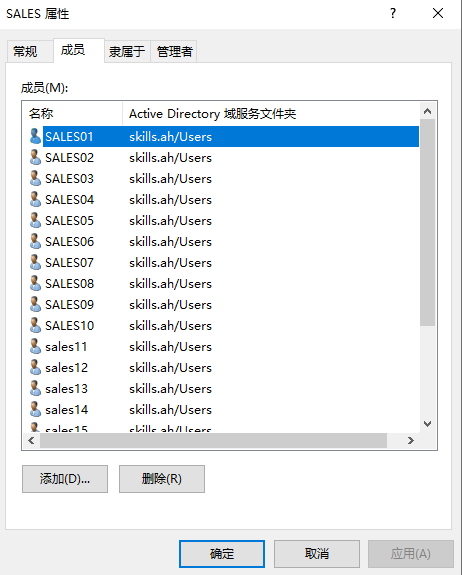 SALES 属性
常规 成员 隶属于 管理者
成员(M):
名称 Active Directory 域服务文件夹
SALES01 skills.ah/Users
SALES02 skills.ah/Users
SALES03 skills.ah/Users
SALES04 skills.ah/Users
SALES05 skills.ah/Users
SALES06 skills.ah/Users
SALES07 skills.ah/Users
SALES08 skills.ah/Users
SALES09 skills.ah/Users
SALES10 skills.ah/Users
sales11 skills.ah/Users
sales12 skills.ah/Users
sales13 skills.ah/Users
sales14 skills.ah/Users
sales15 skills.ah/Users
添加(D)... 删除(R)
确定 取消 应用(A)